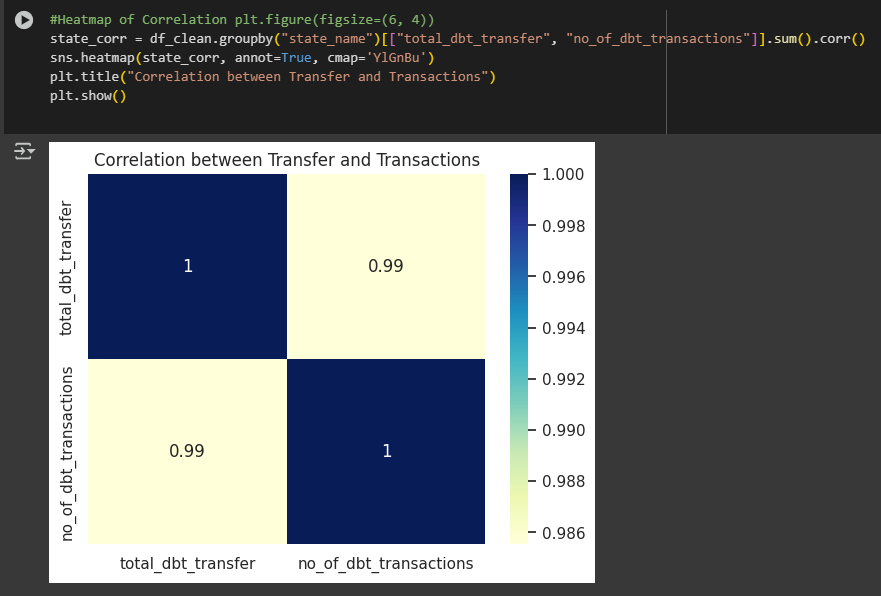 #Heatmap of Correlation plt.figure(figsize=(6, 4))
state_corr = df_clean.groupby("state_name")[["total_dbt_transfer", "no_of_dbt_transactions"]].sum().corr()
sns.heatmap(state_corr, annot=True, cmap='YlGnBu')
plt.title("Correlation between Transfer and Transactions")
plt.show()
Correlation between Transfer and Transactions
total_dbt_transfer
no_of_dbt_transactions
1
0.99
0.99
1
total_dbt_transfer
no_of_dbt_transactions
1.000
0.998
0.996
0.994
0.992
0.990
0.988
0.986